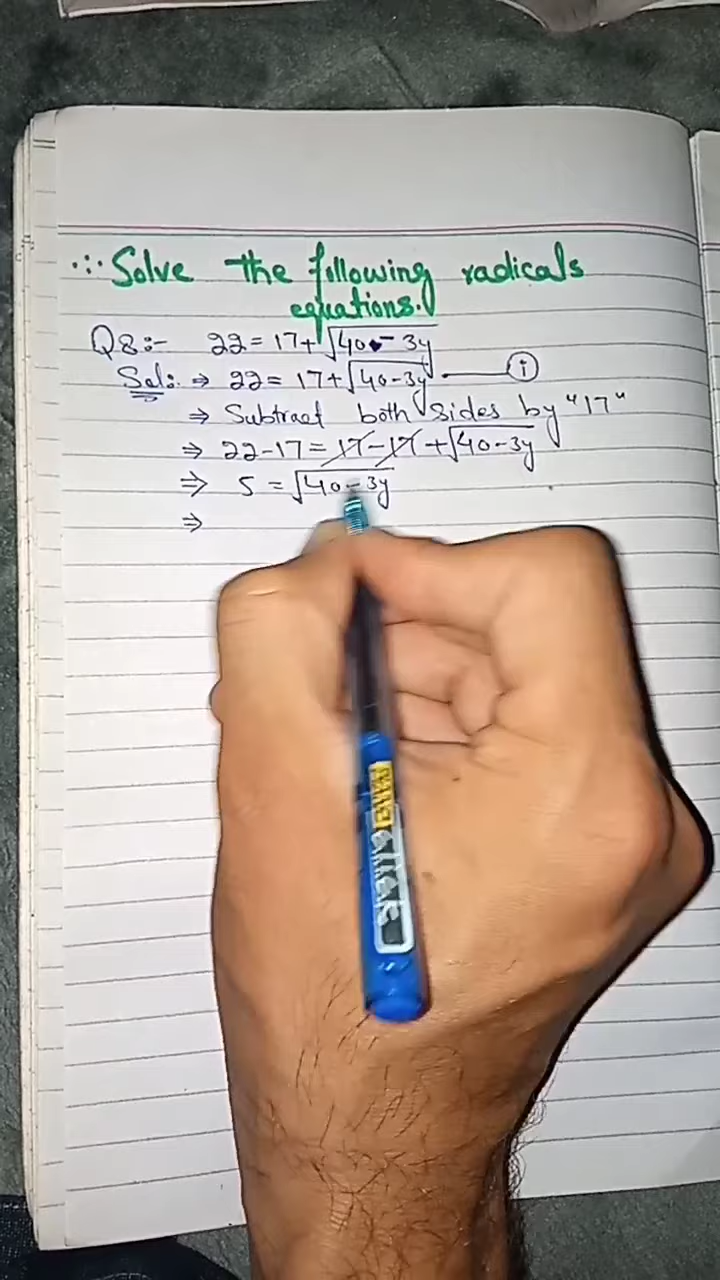 ∴ Solve the following radicals
equations.
Q8:- 22 = 17+√40 - 3y
Sol: ⇒ 22 = 17+√40-3y — (i)
⇒ Subtract both sides by "17"
⇒ 22-17 = 17-17 +√40-3y
⇒ 5 = √40-3y
⇒